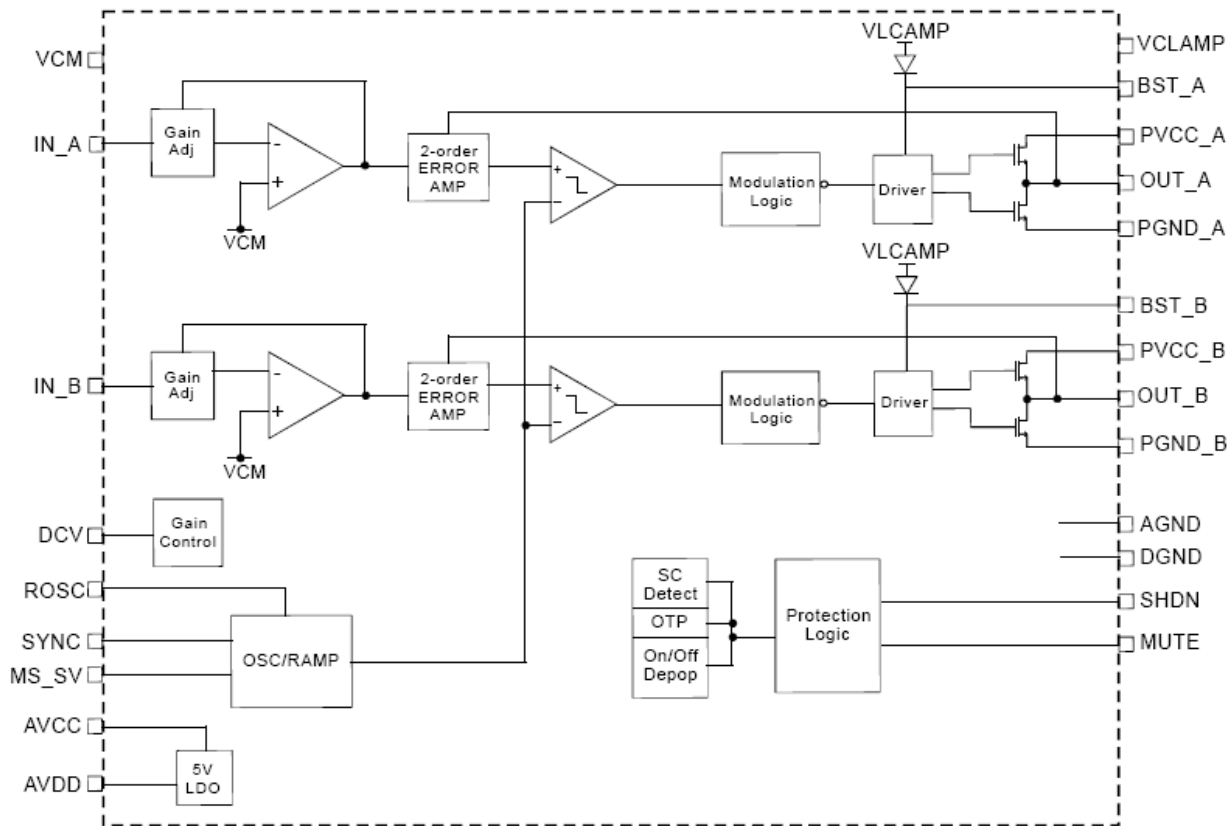 VCM
IN_A
Gain
Adj
-
+
VCM
2-order
ERROR
AMP
+
-
Modulation
Logic
VLCAMP
Driver
VCLAMP
BST_A
PVCC_A
OUT_A
PGND_A
IN_B
Gain
Adj
-
+
VCM
2-order
ERROR
AMP
+
-
Modulation
Logic
VLCAMP
Driver
BST_B
PVCC_B
OUT_B
PGND_B
DCV
Gain
Control
ROSC
SYNC
MS_SV
OSC/RAMP
AVCC
AVDD
5V
LDO
SC
Detect
OTP
On/Off
Depop
Protection
Logic
AGND
DGND
SHDN
MUTE